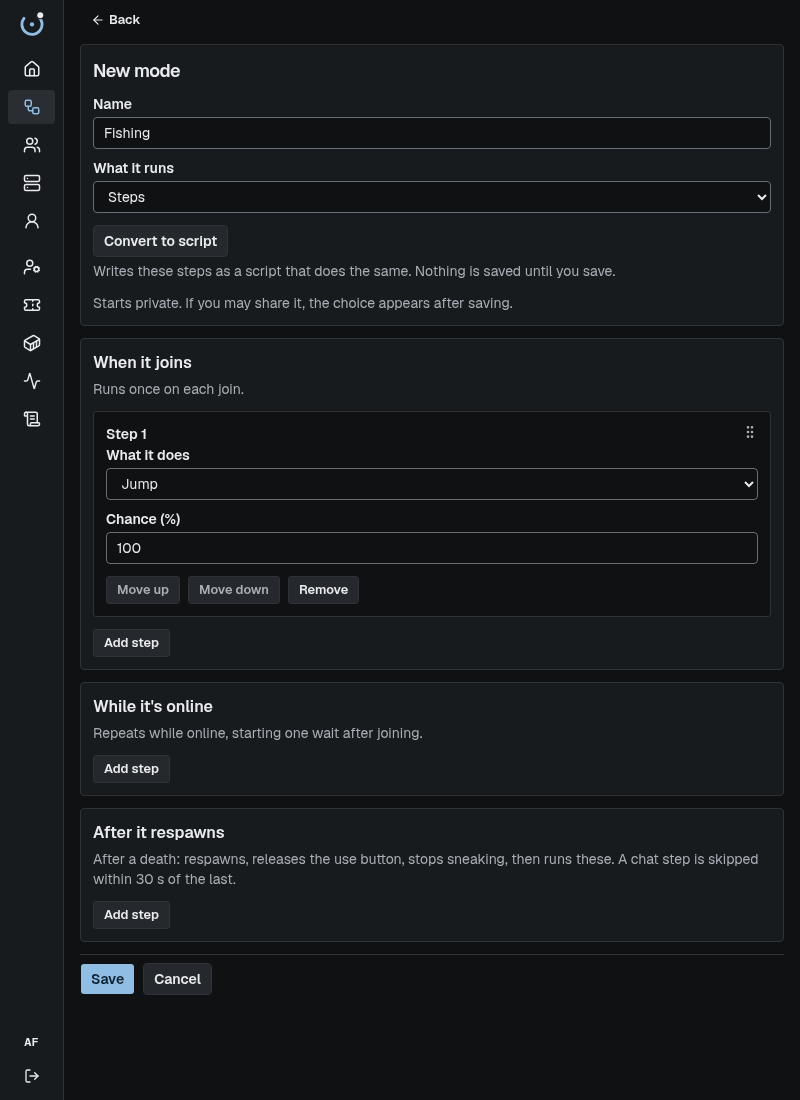 Back
New mode
Name
Fishing
What it runs
Steps
Convert to script
Writes these steps as a script that does the same. Nothing is saved until you save.
Starts private. If you may share it, the choice appears after saving.
When it joins
Runs once on each join.
Step 1
What it does
Jump
Chance (%)
100
Move up Move down Remove
Add step
While it's online
Repeats while online, starting one wait after joining.
Add step
After it respawns
After a death: respawns, releases the use button, stops sneaking, then runs these. A chat step is skipped
within 30 s of the last.
Add step
Save Cancel
AF